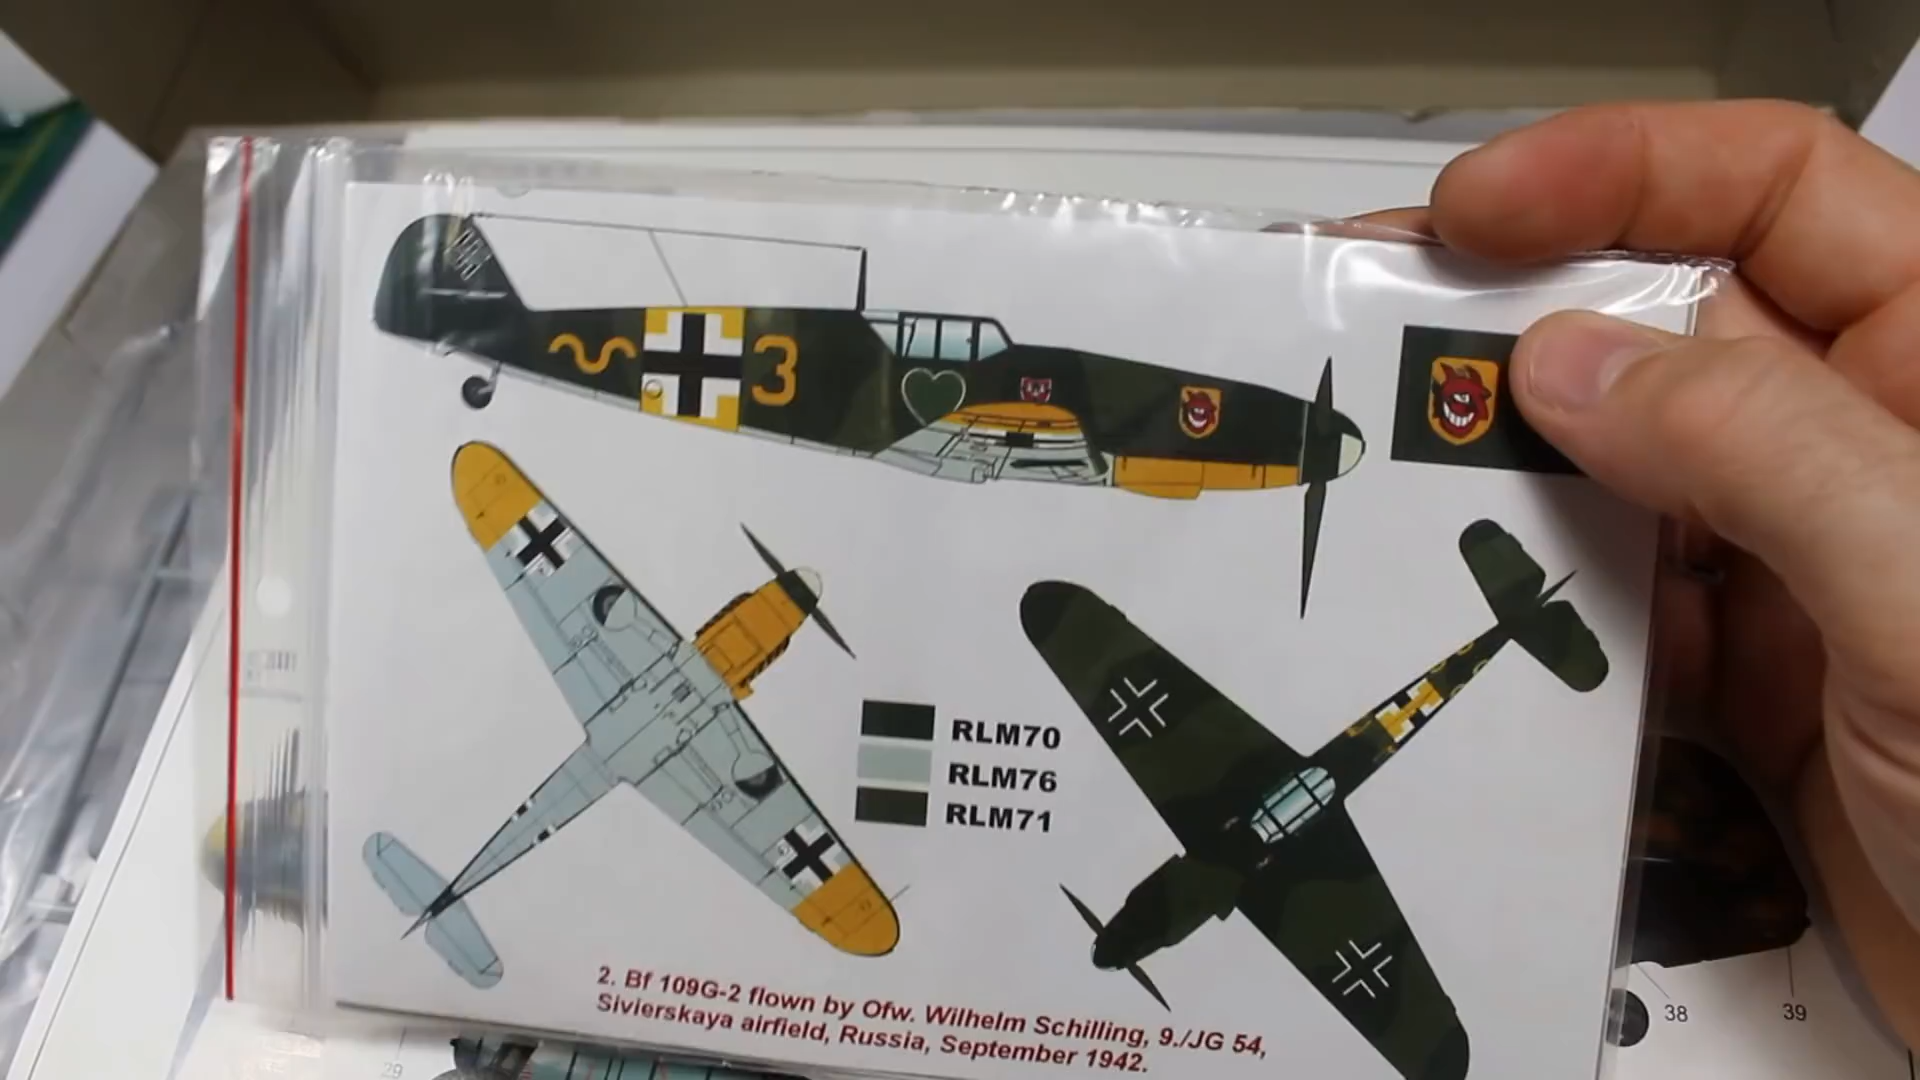 3
RLM70
RLM76
RLM71
2. Bf 109G-2 flown by Ofw. Wilhelm Schilling, 9./JG 54,
Sivierskaya airfield, Russia, September 1942.
38
39
29